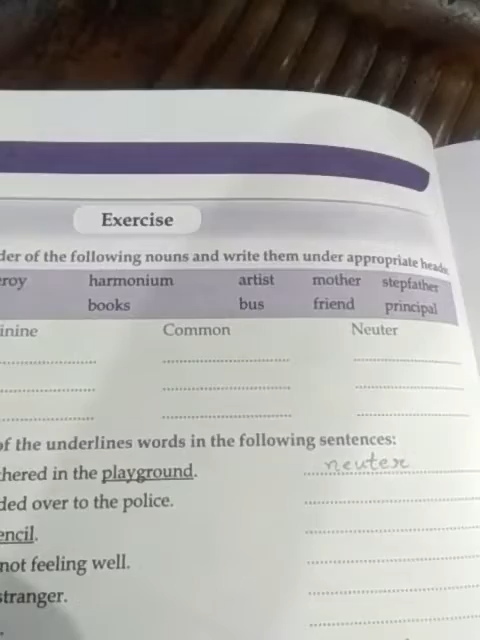 Exercise
der of the following nouns and write them under appropriate heads.
eroy harmonium artist mother stepfather
books bus friend principal
inine Common Neuter
of the underlines words in the following sentences:
hered in the playground. neuter
ded over to the police.
encil.
not feeling well.
stranger.